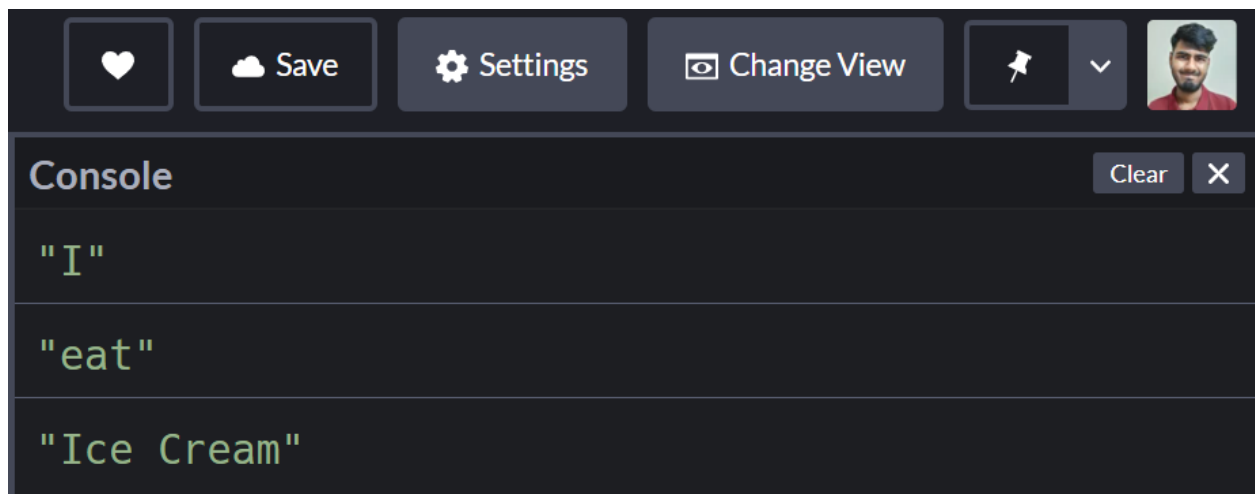 Save Settings Change View
Console Clear
"I"
"eat"
"Ice Cream"